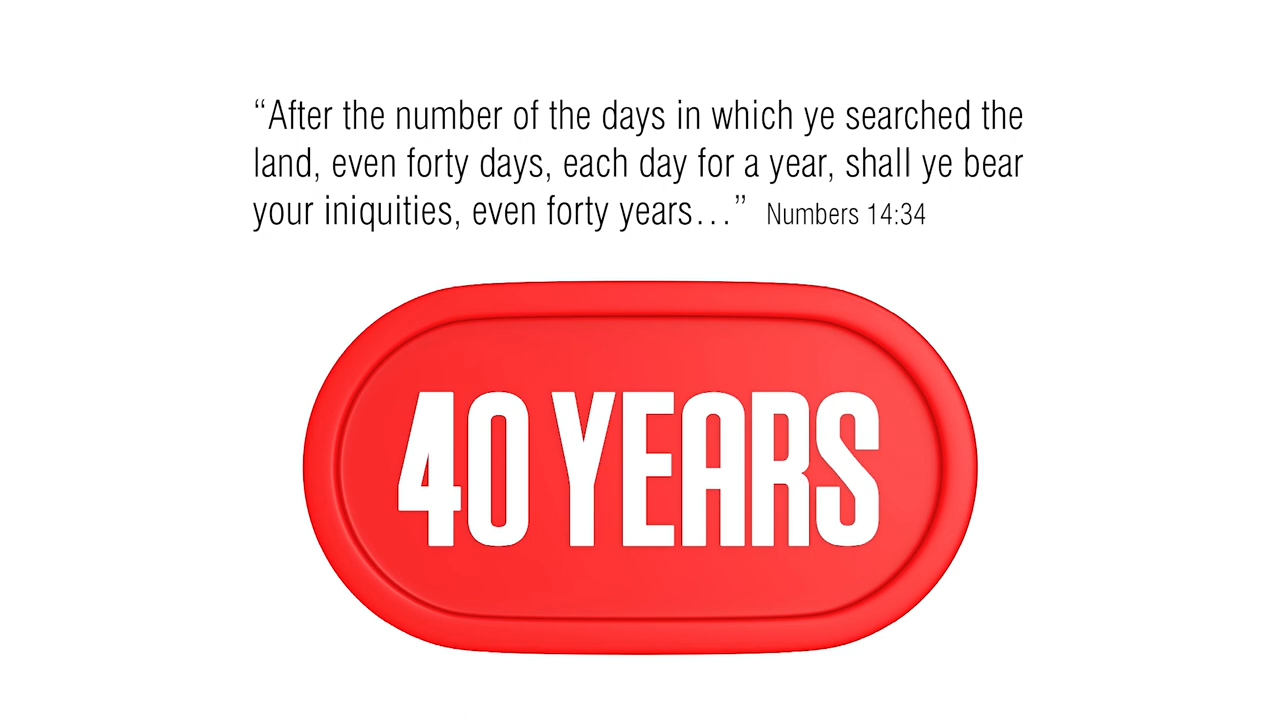 “After the number of the days in which ye searched the
land, even forty days, each day for a year, shall ye bear
your iniquities, even forty years...” Numbers 14:34
40 YEARS